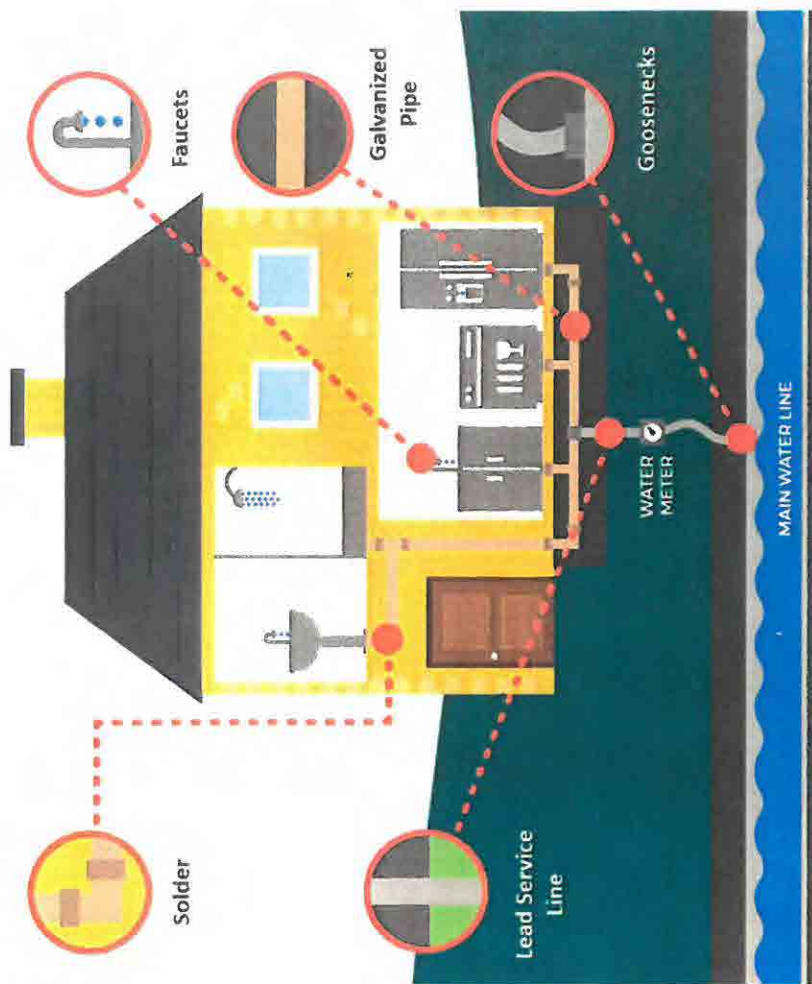 Faucets
Galvanized
Pipe
Goosenecks
Solder
Lead Service
Line
WATER
METER
MAIN WATER LINE